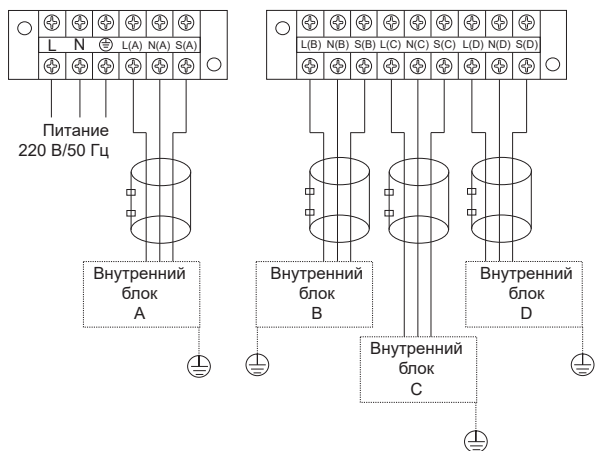 L N L(A) N(A) S(A)
L(B) N(B) S(B) L(C) N(C) S(C) L(D) N(D) S(D)
Питание
220 В/50 Гц
Внутренний
блок
A
Внутренний
блок
B
Внутренний
блок
C
Внутренний
блок
D